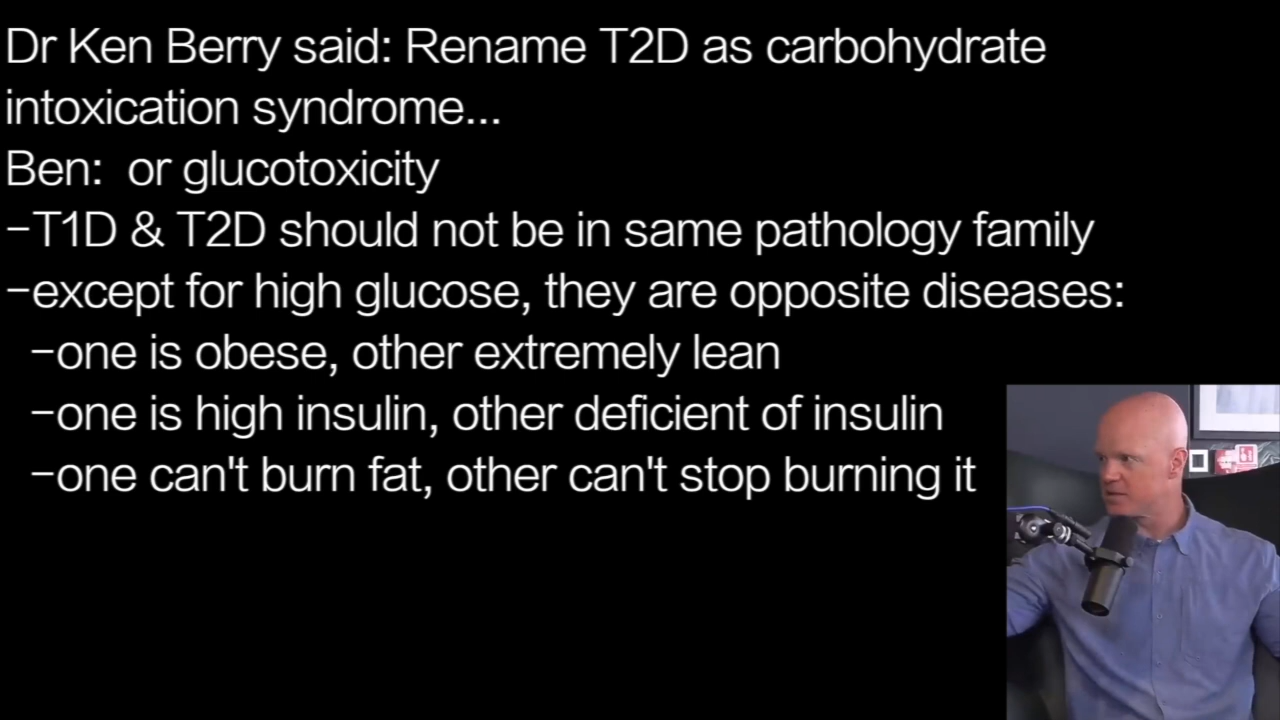 Dr Ken Berry said: Rename T2D as carbohydrate
intoxication syndrome...
Ben:  or glucotoxicity
-T1D & T2D should not be in same pathology family
-except for high glucose, they are opposite diseases:
-one is obese, other extremely lean
-one is high insulin, other deficient of insulin
-one can't burn fat, other can't stop burning it